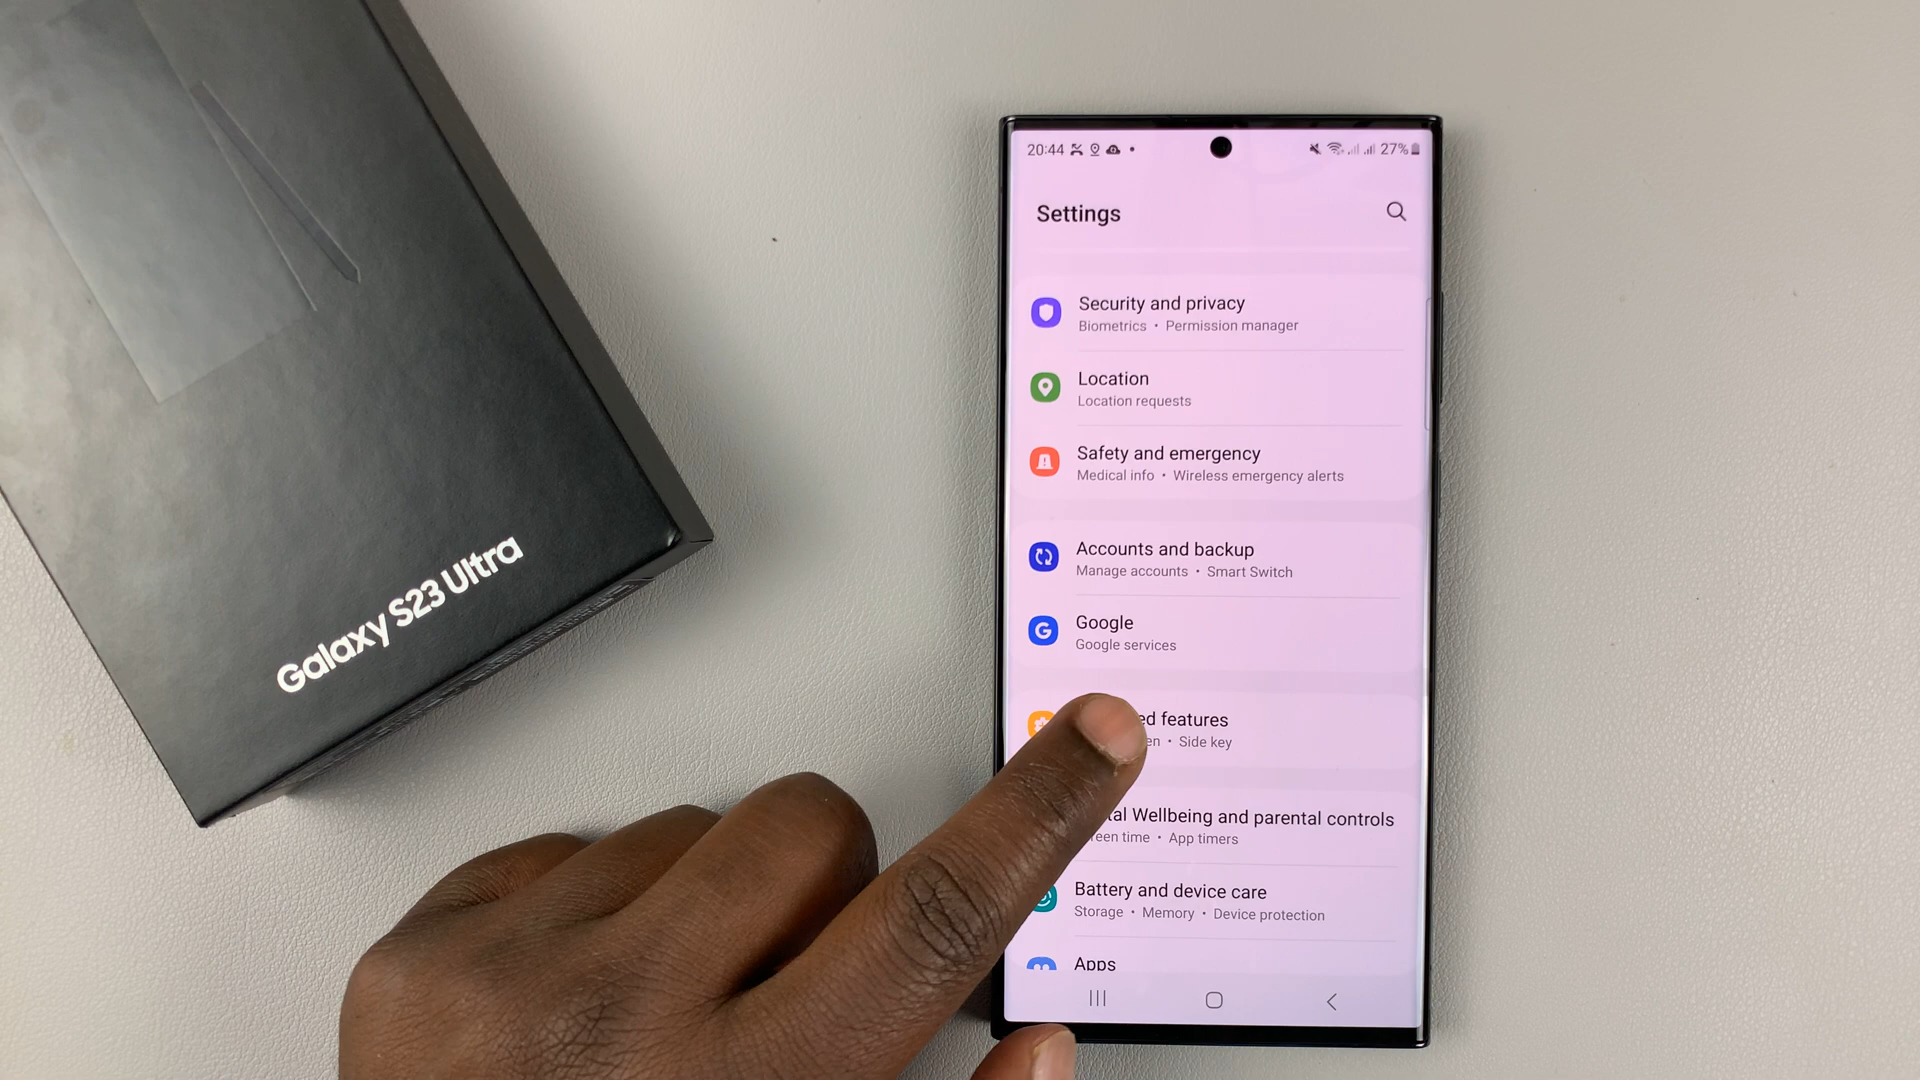 Galaxy S23 Ultra
20:44
27%
Settings
Security and privacy
Biometrics • Permission manager
Location
Location requests
Safety and emergency
Medical info • Wireless emergency alerts
Accounts and backup
Manage accounts • Smart Switch
Google
Google services
features
• Side key
Wellbeing and parental controls
time • App timers
Battery and device care
Storage • Memory • Device protection
Apps